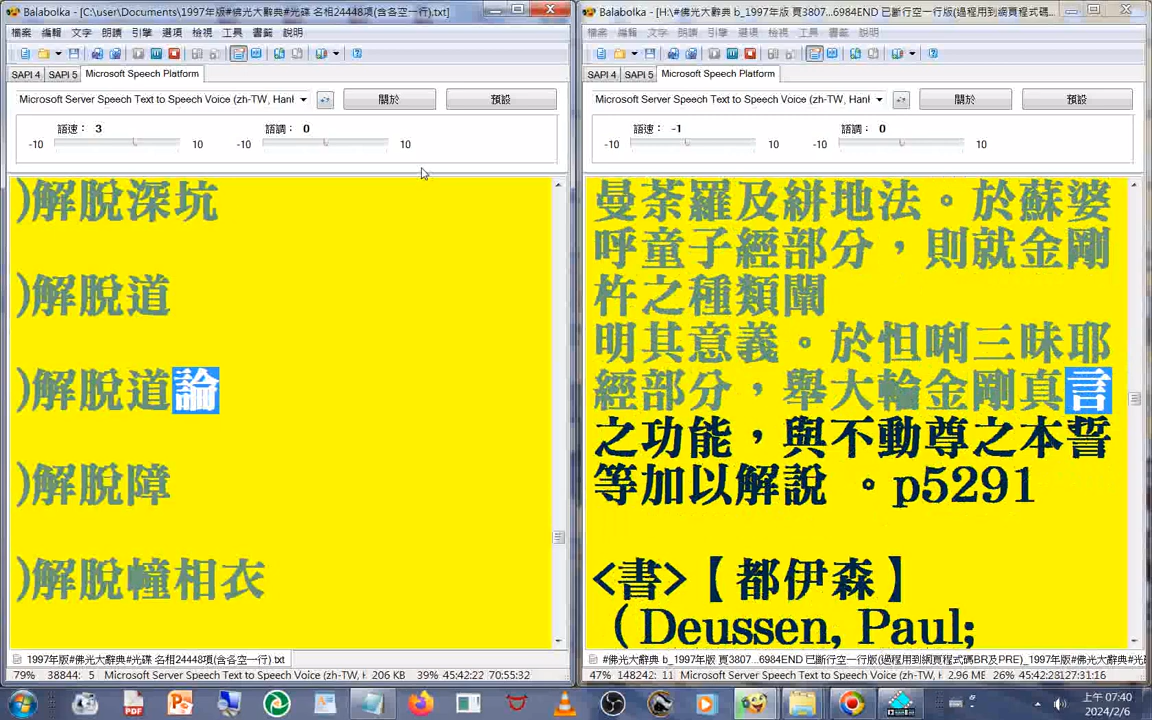 Balabolka - [C:\user\Documents\1997年版#佛光大辭典#光碟 名相24448項(含各空一行).txt]
檔案 編輯 文字 朗讀 引擎 選項 檢視 工具 書籤 說明
SAPI 4 SAPI 5 Microsoft Speech Platform
Microsoft Server Speech Text to Speech Voice (zh-TW, Hanl
關於
預設
語速： 3
語調： 0
-10 10 -10 10
)解脫深坑
)解脫道
)解脫道論
)解脫障
)解脫幢相衣
1997年版#佛光大辭典#光碟 名相24448項(含各空一行).txt
79% 38844: 5 Microsoft Server Speech Text to Speech Voice (zh-TW, H 206 KB 39% 45:42:22 70:55:32
Balabolka - [H:\#佛光大辭典 b_1997年版 頁3807...6984END 已斷行空一行版(過程用到網頁程式碼...
檔案 編輯 文字 朗讀 引擎 選項 檢視 工具 書籤 說明
SAPI 4 SAPI 5 Microsoft Speech Platform
Microsoft Server Speech Text to Speech Voice (zh-TW, Hanl
關於
預設
語速： -1
語調： 0
-10 10 -10 10
曼荼羅及絣地法。於蘇婆
呼童子經部分，則就金剛
杵之種類闡
明其意義。於怛唎三昧耶
經部分，舉大輪金剛真言
之功能，與不動尊之本誓
等加以解說 。p5291
<書>【都伊森】
（Deussen, Paul;
#佛光大辭典 b_1997年版 頁3807...6984END 已斷行空一行版(過程用到網頁程式碼BR及PRE)_1997年版#光
47% 148242: 11 Microsoft Server Speech Text to Speech Voice (zh-TW, H 2.96 MB 26% 45:42:28 127:31:16
上午 07:40
2024/2/6